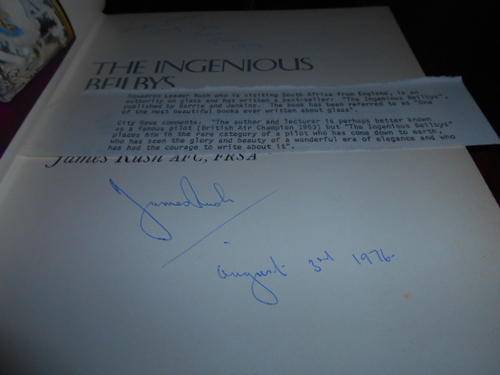 THE INGENIOUS
BEILBYS
Squadron Leader Rush who is visiting South Africa from England, is an
authority on glass and has written a best-seller. "The Ingenious Beilbys",
published by Barrie and Jenkins. The book has been referred to as "One
of the most beautiful books ever written about glass".
City News comments: "The author and lecturer is perhaps better known
as a famous pilot (British Air Champion 1953) but "The Ingenious Beilbys"
places him in the rare category of a pilot who has come down to earth,
who has seen the glory and beauty of a wonderful era of elegance and who
has had the courage to write about it".
James Rush AFC, FRSA
James Rush
August 3rd 1976